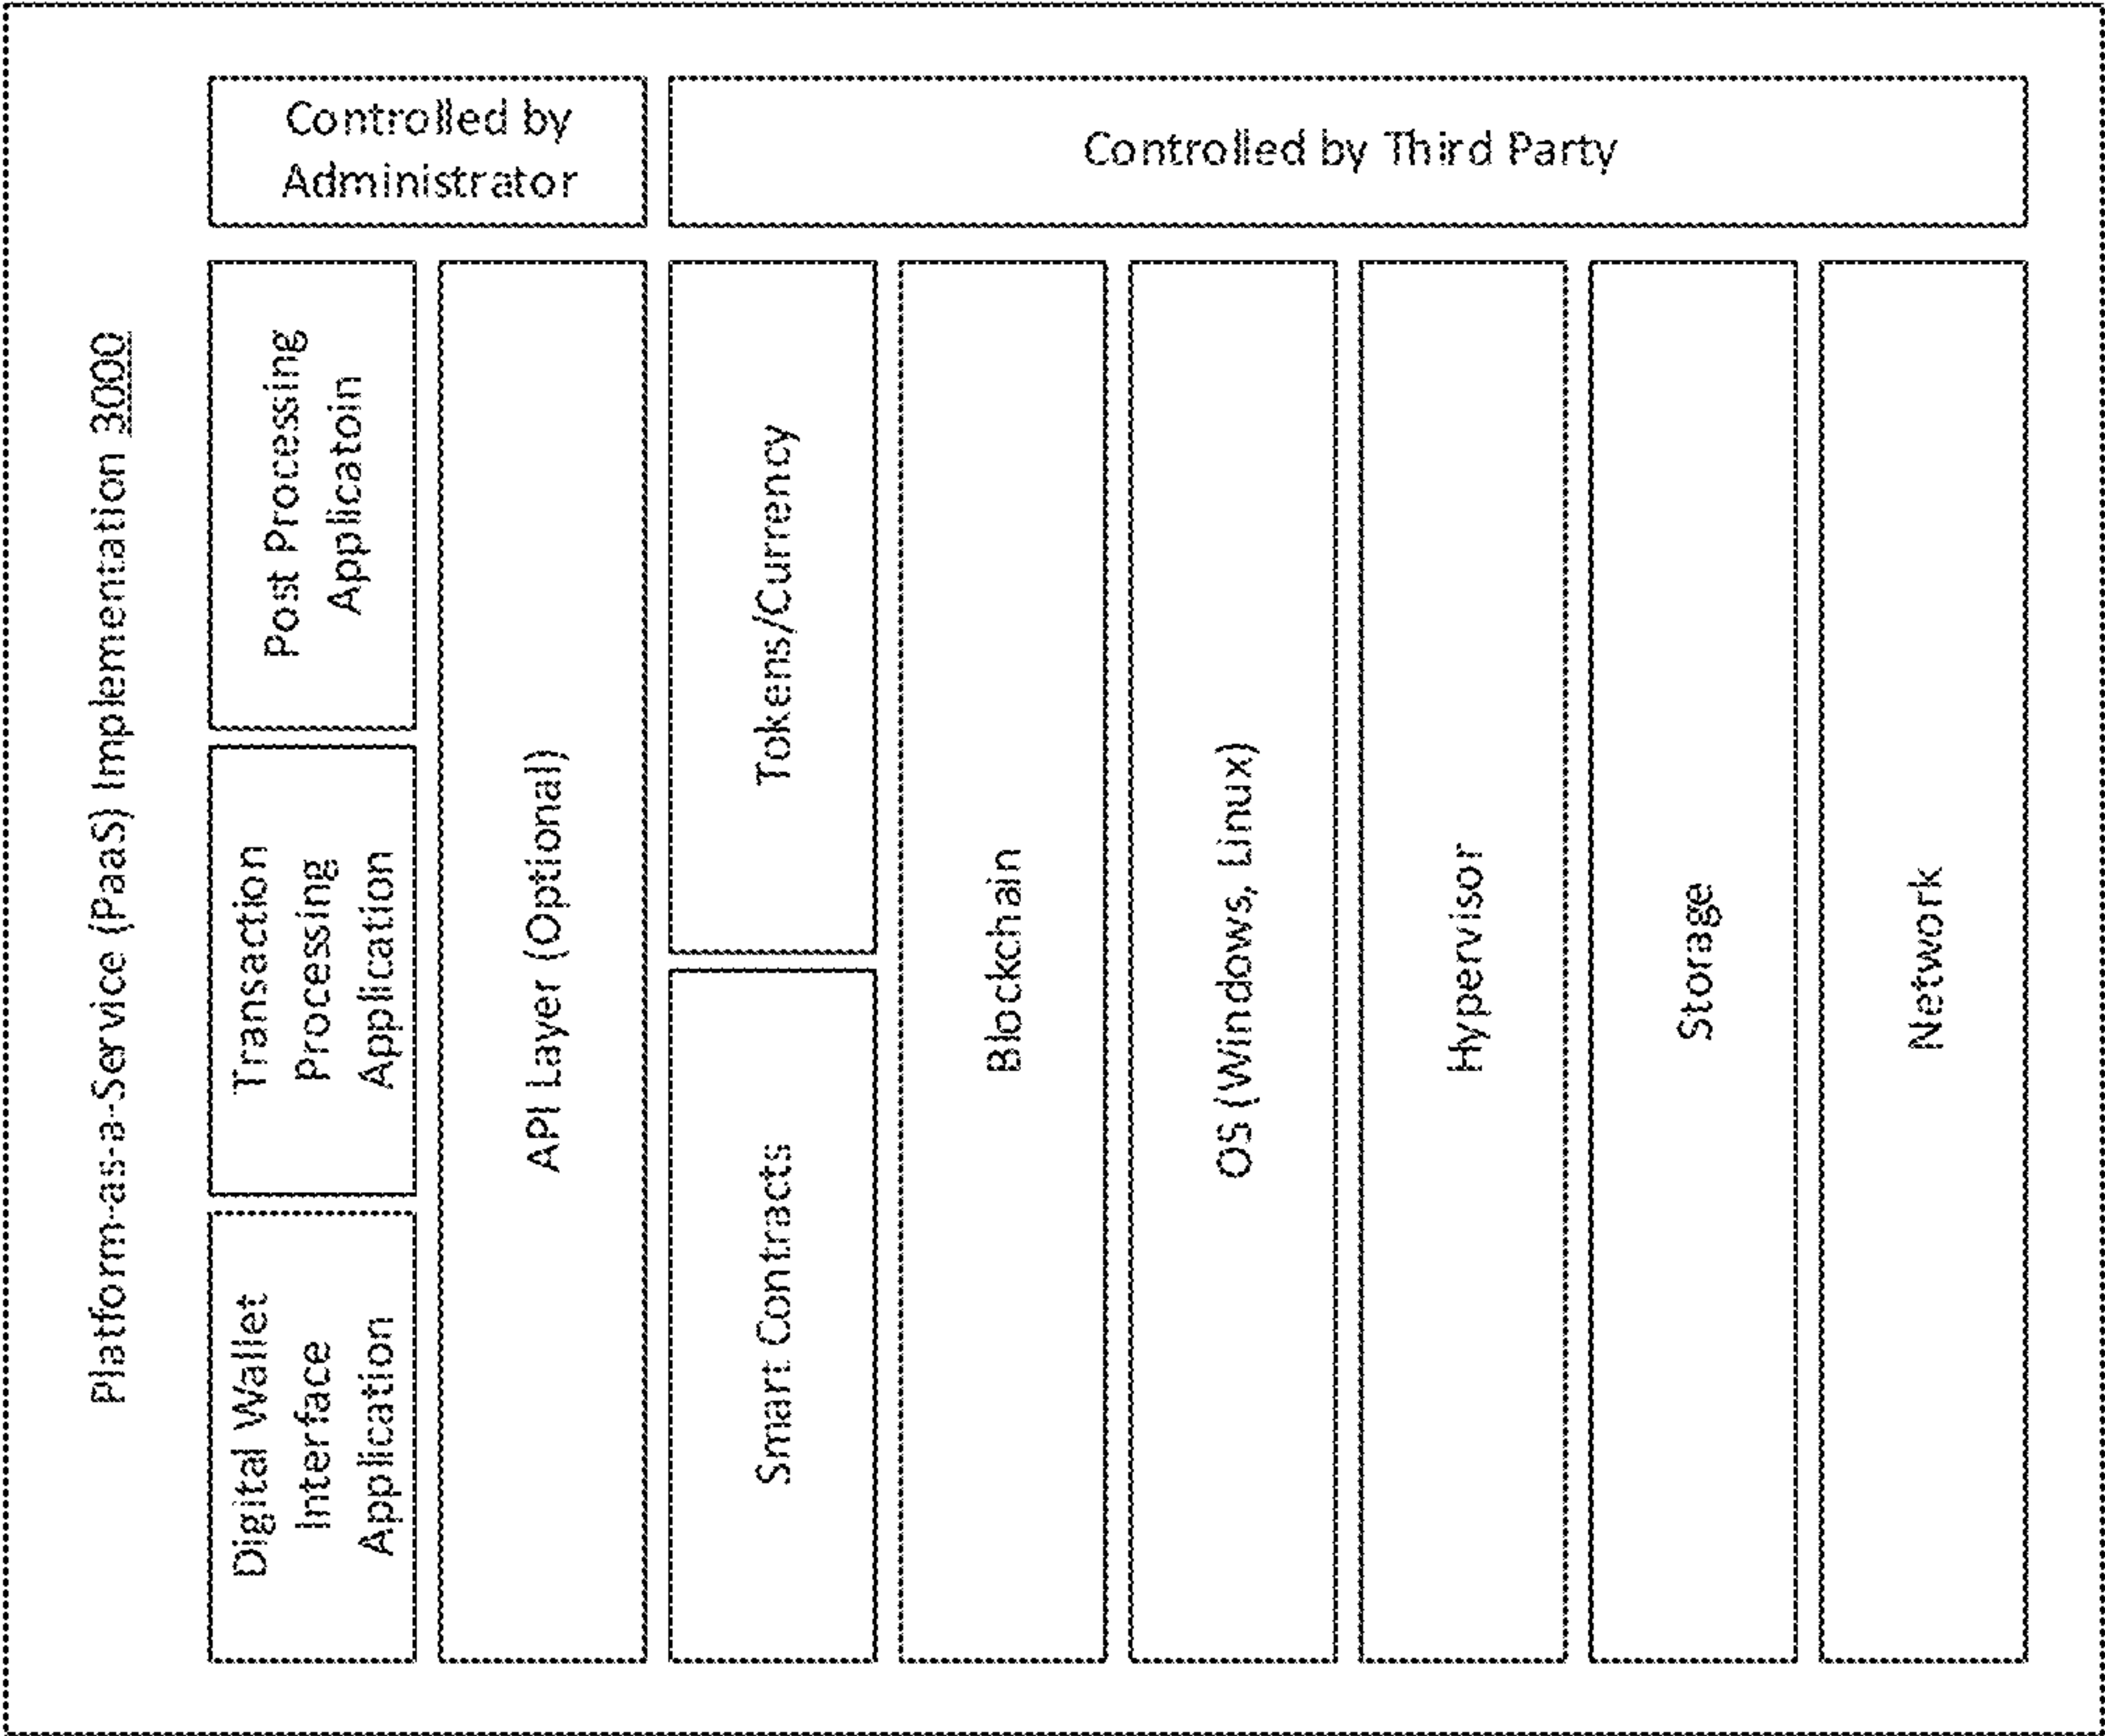 Platform-as-a-Service (PaaS) Implementation 3000
Digital Wallet
Interface
Application
Transaction
Processing
Application
Post Processing
Applicatoin
Controlled by
Administrator
API Layer (Optional)
Smart Contracts
Tokens/Currency
Controlled by Third Party
Blockchain
OS (Windows, Linux)
Hypervisor
Storage
Network